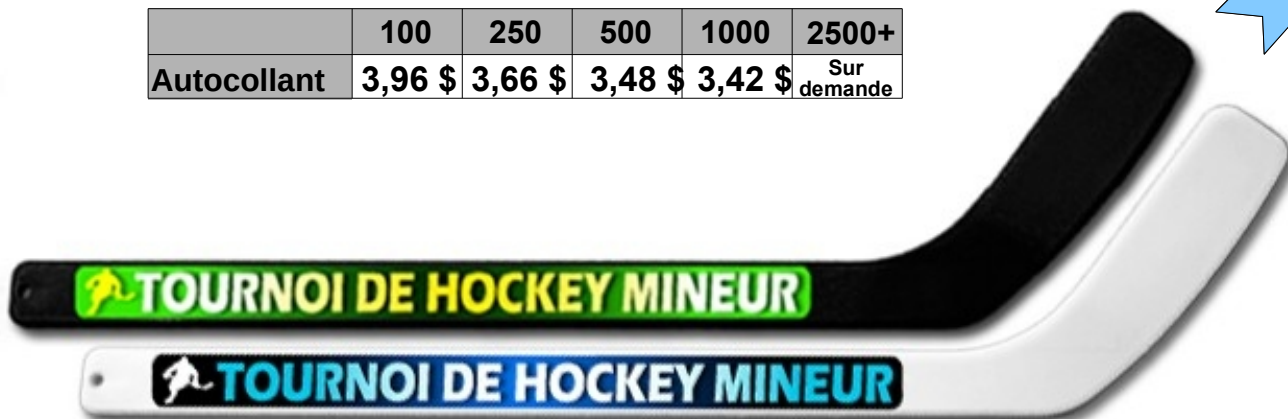 100 250 500 1000 2500+
Autocollant 3,96 $ 3,66 $ 3,48 $ 3,42 $ Sur demande
TOURNOI DE HOCKEY MINEUR
TOURNOI DE HOCKEY MINEUR